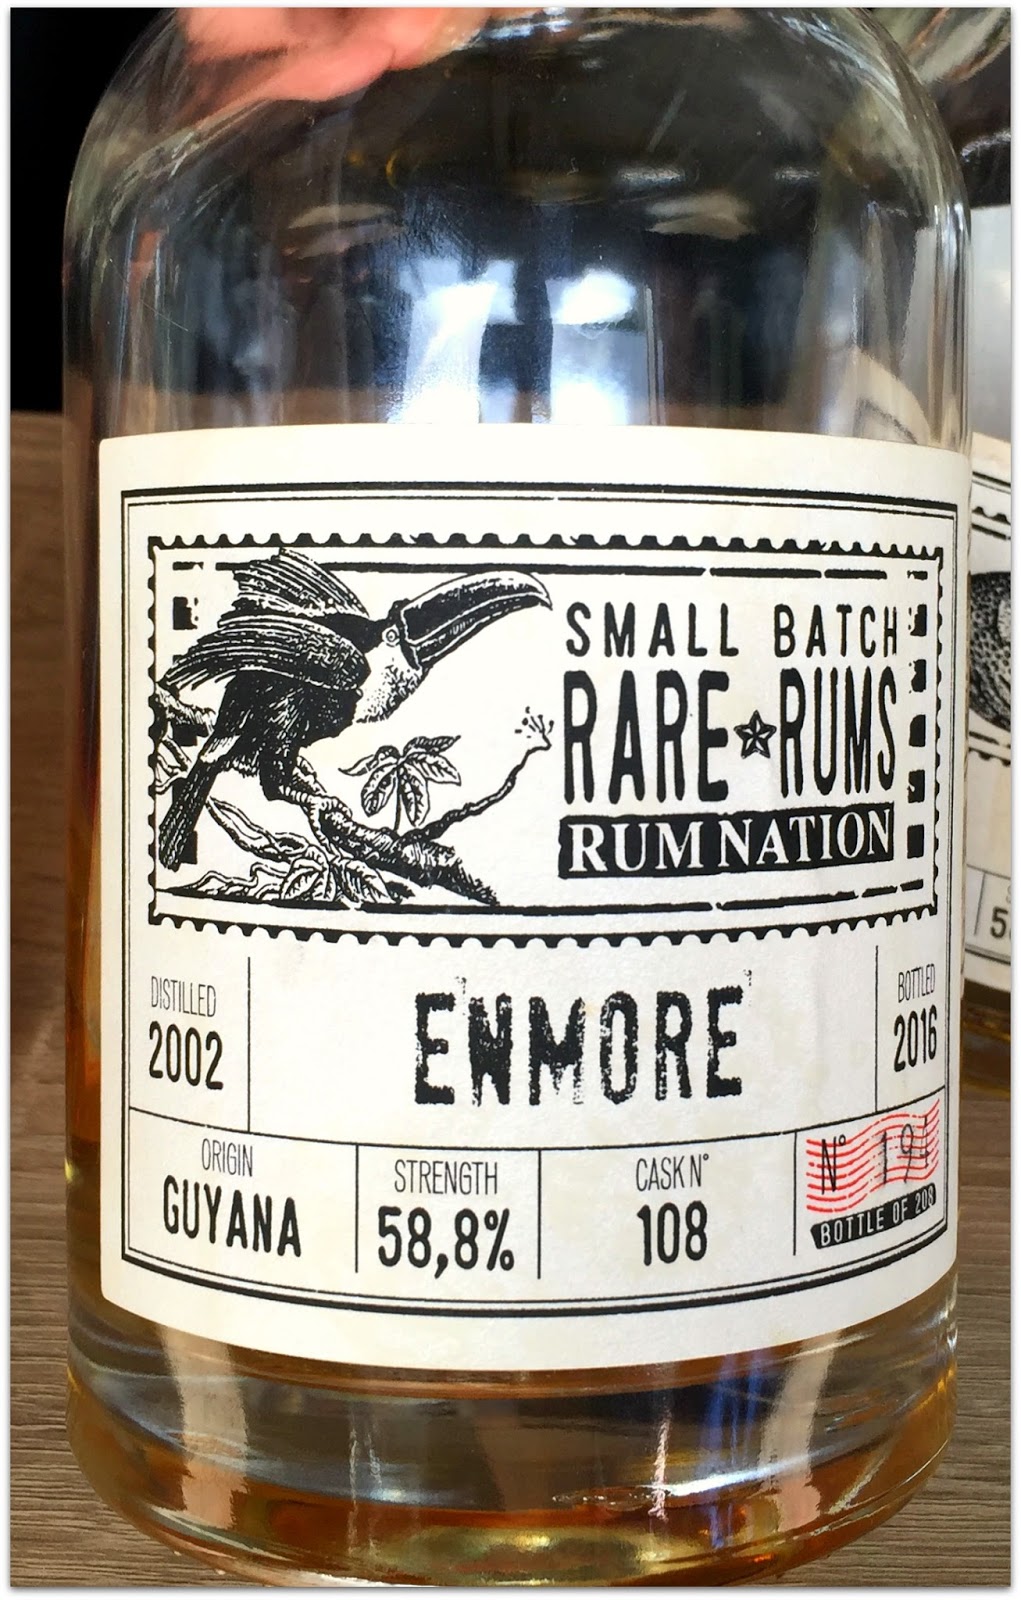 SMALL BATCH
RARE RUMS
RUM NATION
DISTILLED
2002
ENMORE
BOTTLED
2016
ORIGIN
GUYANA
STRENGTH
58,8%
CASK N°
108
N° 194
BOTTLE OF 208